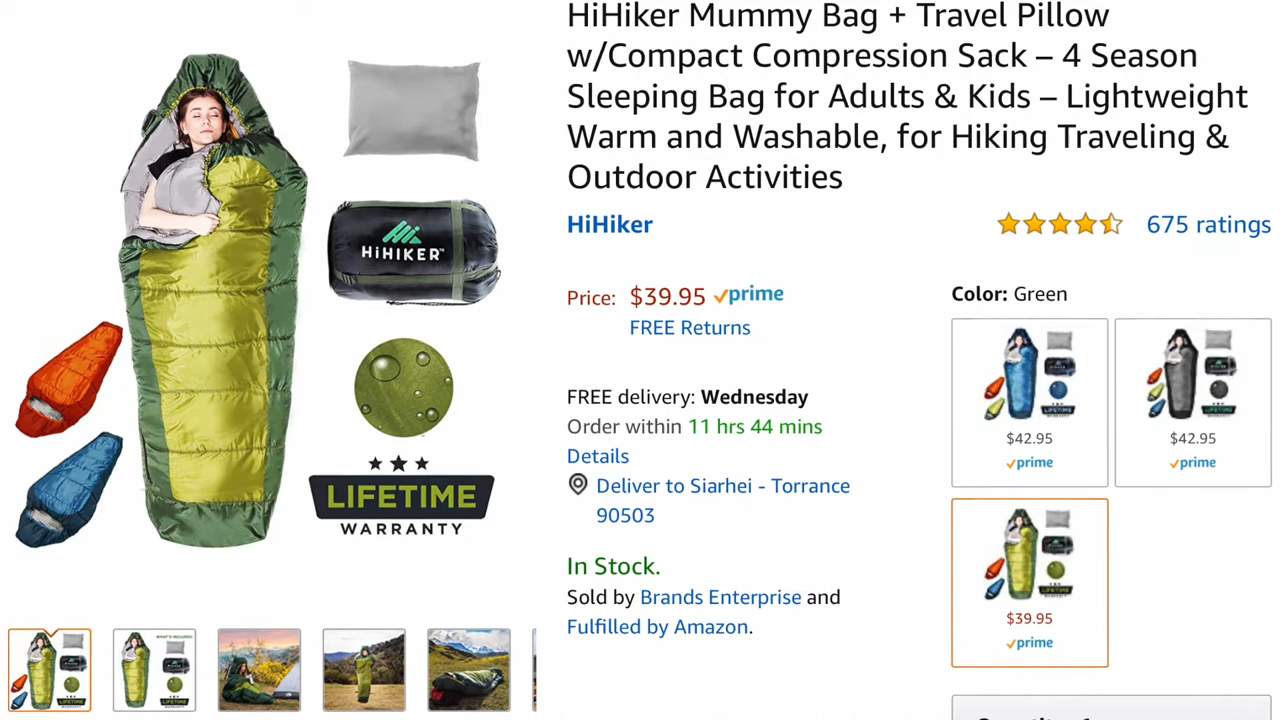 HiHiker Mummy Bag + Travel Pillow
w/Compact Compression Sack – 4 Season
Sleeping Bag for Adults & Kids – Lightweight
Warm and Washable, for Hiking Traveling &
Outdoor Activities
HiHiker
675 ratings
Price: $39.95 prime
FREE Returns
FREE delivery: Wednesday
Order within 11 hrs 44 mins
Details
Deliver to Siarhei - Torrance
90503
In Stock.
Sold by Brands Enterprise and
Fulfilled by Amazon.
Color: Green
$42.95
prime
$42.95
prime
$39.95
prime
HiHIKER™
LIFETIME
WARRANTY